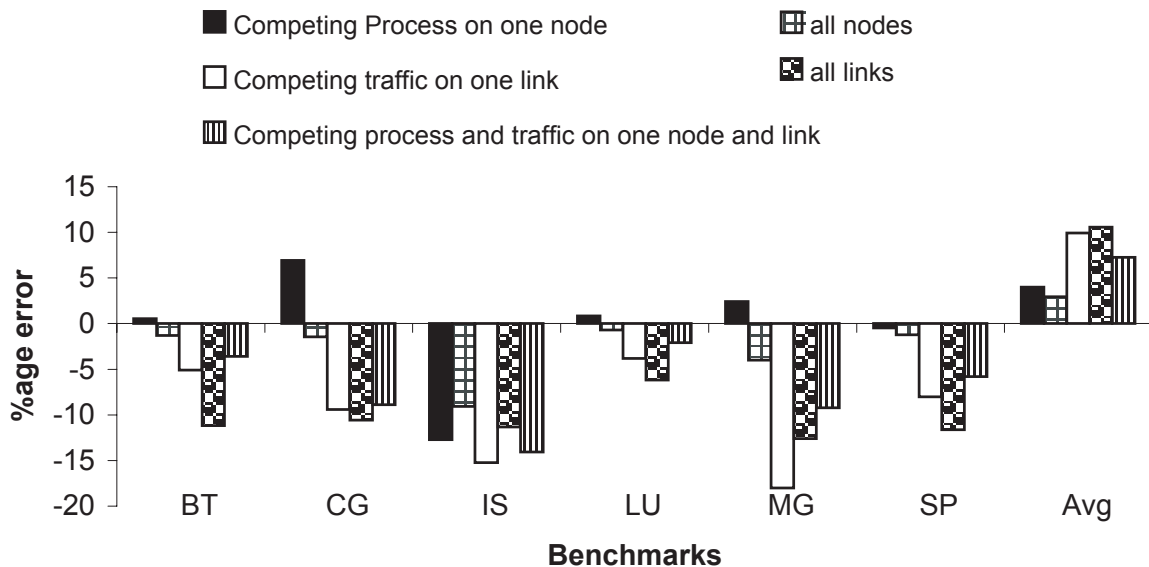 Competing Process on one node
all nodes
Competing traffic on one link
all links
Competing process and traffic on one node and link
15
10
5
0
-5
-10
-15
-20
%age error
BT CG IS LU MG SP Avg
Benchmarks